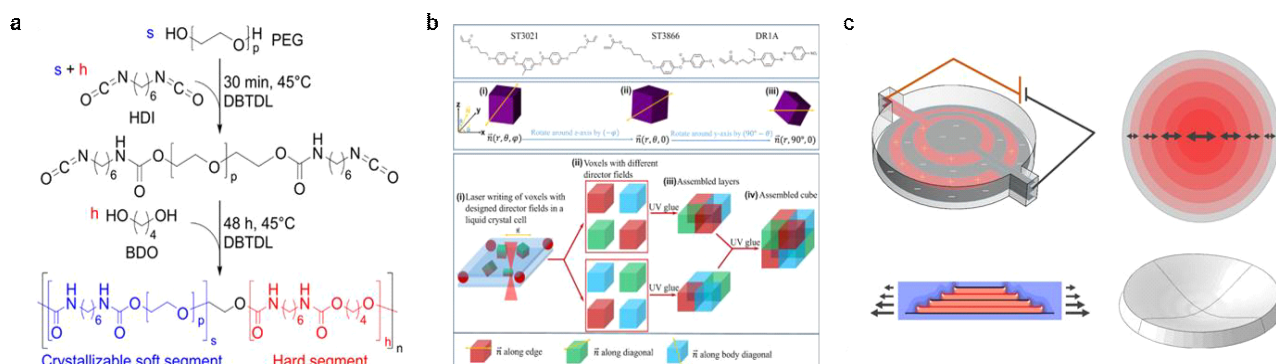 a
s HO O H p PEG
s + h
O C N 6 N C O
HDI
30 min, 45°C
DBTDL
O C N 6 H N O O O p O O H N 6 N C O
h HO 4 OH
BDO
48 h, 45°C
DBTDL
O H N 6 H N O O O p s O H N 6 H N O O 4 O h n
Crystallizable soft segment
Hard segment
b
ST3021 ST3866 DR1A
(i) (ii) (iii)
z y x
n⃗(r, θ, φ) Rotate around z-axis by (−φ) n⃗(r, θ, 0) Rotate around y-axis by (90° − θ) n⃗(r, 90°, 0)
(i) Laser writing of voxels with designed director fields in a liquid crystal cell
(ii) Voxels with different director fields
UV glue
UV glue
(iii) Assembled layers
UV glue
(iv) Assembled cube
n⃗ along edge
n⃗ along diagonal
n⃗ along body diagonal
c